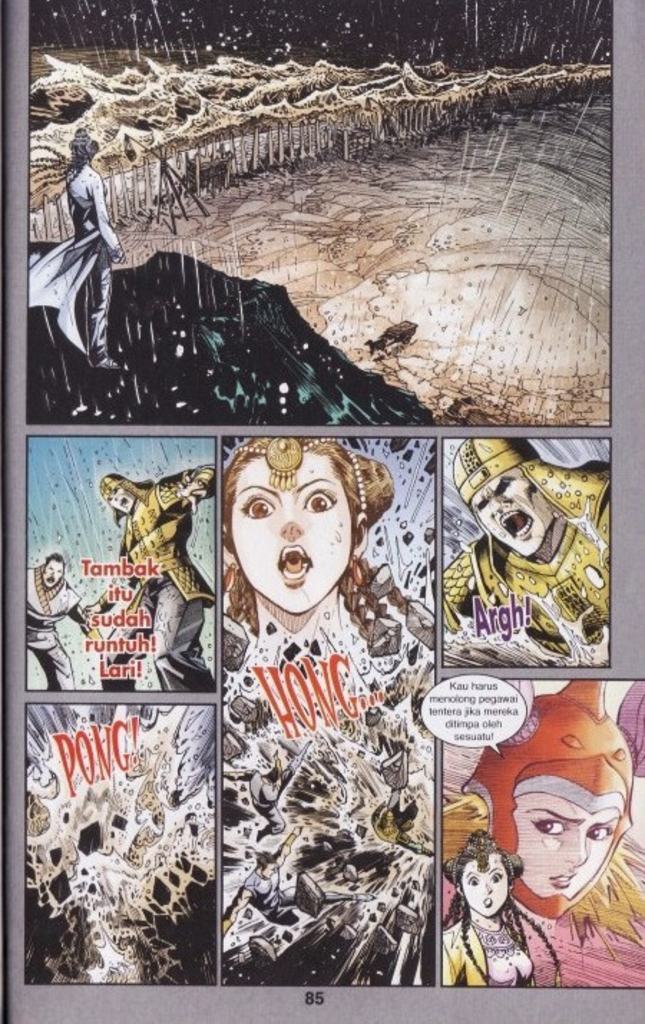 Tambak
itu
sudah
runtuh!
Lari!
HONG...
Argh!
PONG!
Kau harus
menolong pegawai
tentera jika mereka
ditimpa oleh
sesuatu!
85